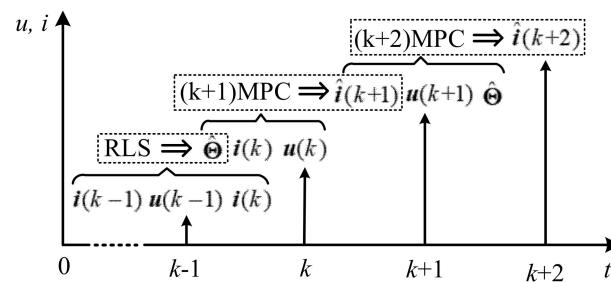 u, i
(k+2)MPC ⇒ î(k+2)
(k+1)MPC ⇒ î(k+1) u(k+1) Θ̂
RLS ⇒ Θ̂ i(k) u(k)
i(k−1) u(k−1) i(k)
0 k-1 k k+1 k+2 t